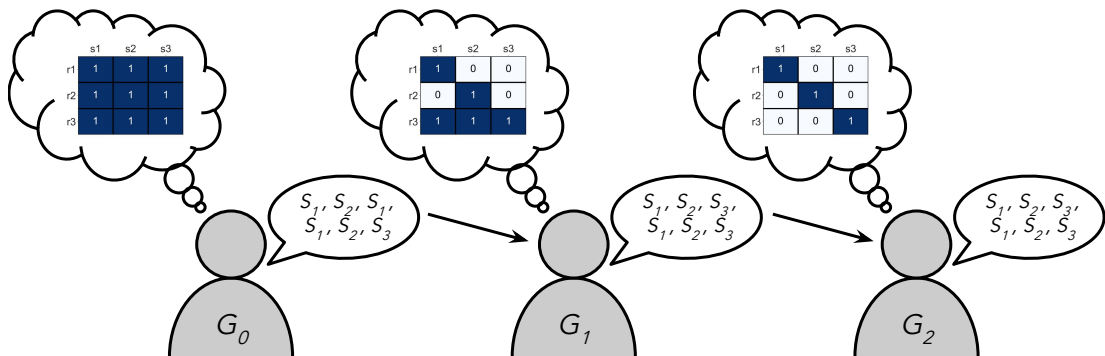 s1 s2 s3
r1 1 1 1
r2 1 1 1
r3 1 1 1
S1, S2, S1,
S1, S2, S3
G0
s1 s2 s3
r1 1 0 0
r2 0 1 0
r3 1 1 1
S1, S2, S3,
S1, S2, S3
G1
s1 s2 s3
r1 1 0 0
r2 0 1 0
r3 0 0 1
S1, S2, S3,
S1, S2, S3
G2